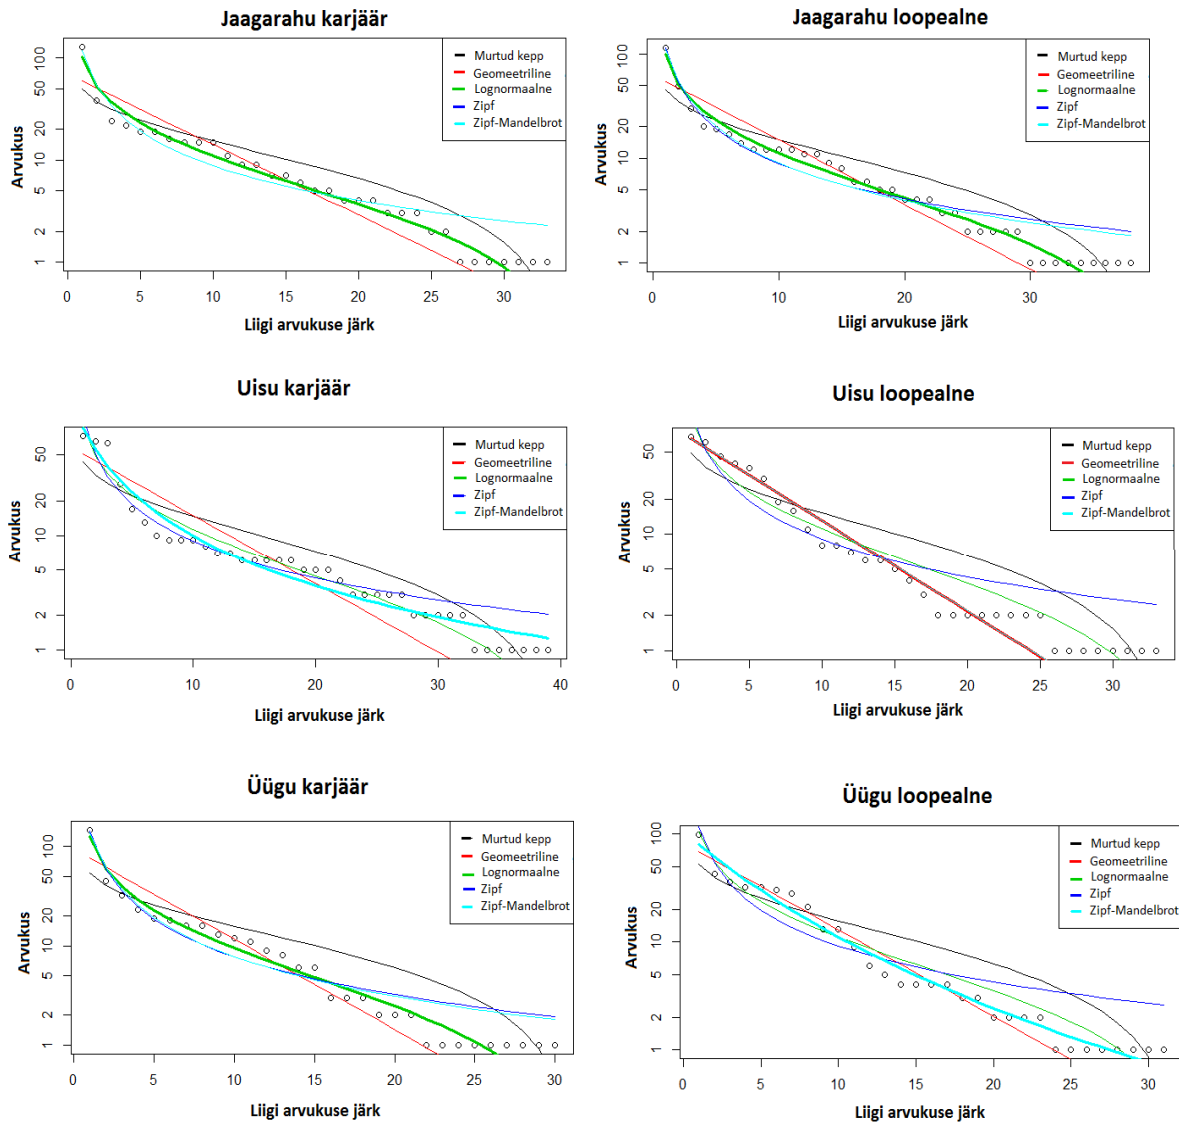 Jaagarahu karjäär
Arvukus
100
50
20
10
5
2
1
0 5 10 15 20 25 30
Liigi arvukuse järk
Murtud kepp
Geomeetriline
Lognormaalne
Zipf
Zipf-Mandelbrot
Jaagarahu loopealne
Arvukus
100
50
20
10
5
2
1
0 10 20 30
Liigi arvukuse järk
Murtud kepp
Geomeetriline
Lognormaalne
Zipf
Zipf-Mandelbrot
Uisu karjäär
Arvukus
50
20
10
5
2
1
0 10 20 30 40
Liigi arvukuse järk
Murtud kepp
Geomeetriline
Lognormaalne
Zipf
Zipf-Mandelbrot
Uisu loopealne
Arvukus
50
20
10
5
2
1
0 5 10 15 20 25 30
Liigi arvukuse järk
Murtud kepp
Geomeetriline
Lognormaalne
Zipf
Zipf-Mandelbrot
Üügu karjäär
Arvukus
100
50
20
10
5
2
1
0 5 10 15 20 25 30
Liigi arvukuse järk
Murtud kepp
Geomeetriline
Lognormaalne
Zipf
Zipf-Mandelbrot
Üügu loopealne
Arvukus
100
50
20
10
5
2
1
0 5 10 15 20 25 30
Liigi arvukuse järk
Murtud kepp
Geomeetriline
Lognormaalne
Zipf
Zipf-Mandelbrot